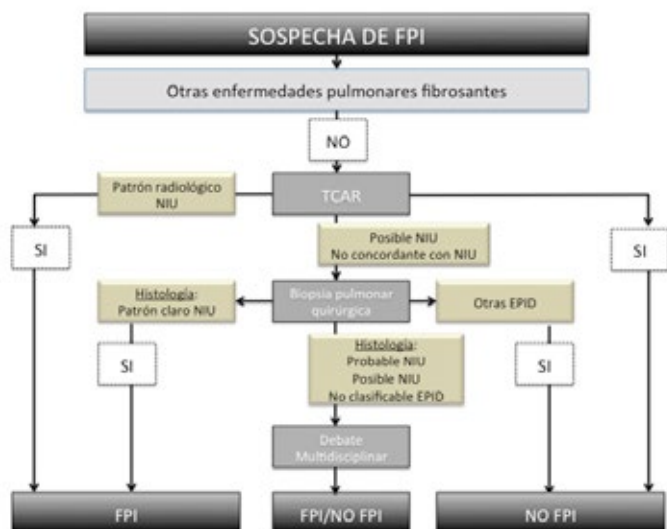 SOSPECHA DE FPI
Otras enfermedades pulmonares fibrosantes
NO
Patrón radiológico
NIU
TCAR
SI
SI
Posible NIU
No concordante con NIU
Histología:
Patrón claro NIU
Biopsia pulmonar
quirúrgica
Otras EPID
SI
Histología:
Probable NIU
Posible NIU
No clasificable EPID
SI
Debate
Multidisciplinar
FPI
FPI/NO FPI
NO FPI